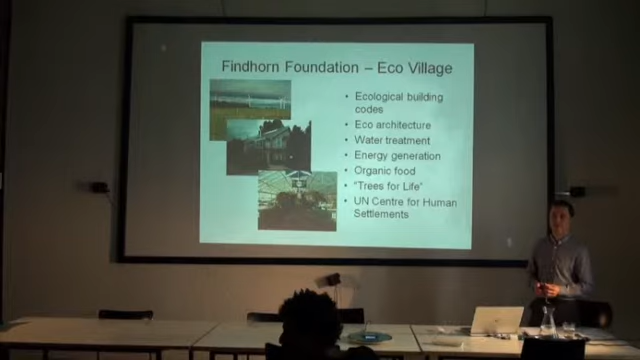 Findhorn Foundation – Eco Village
• Ecological building
codes
• Eco architecture
• Water treatment
• Energy generation
• Organic food
• "Trees for Life"
• UN Centre for Human
Settlements